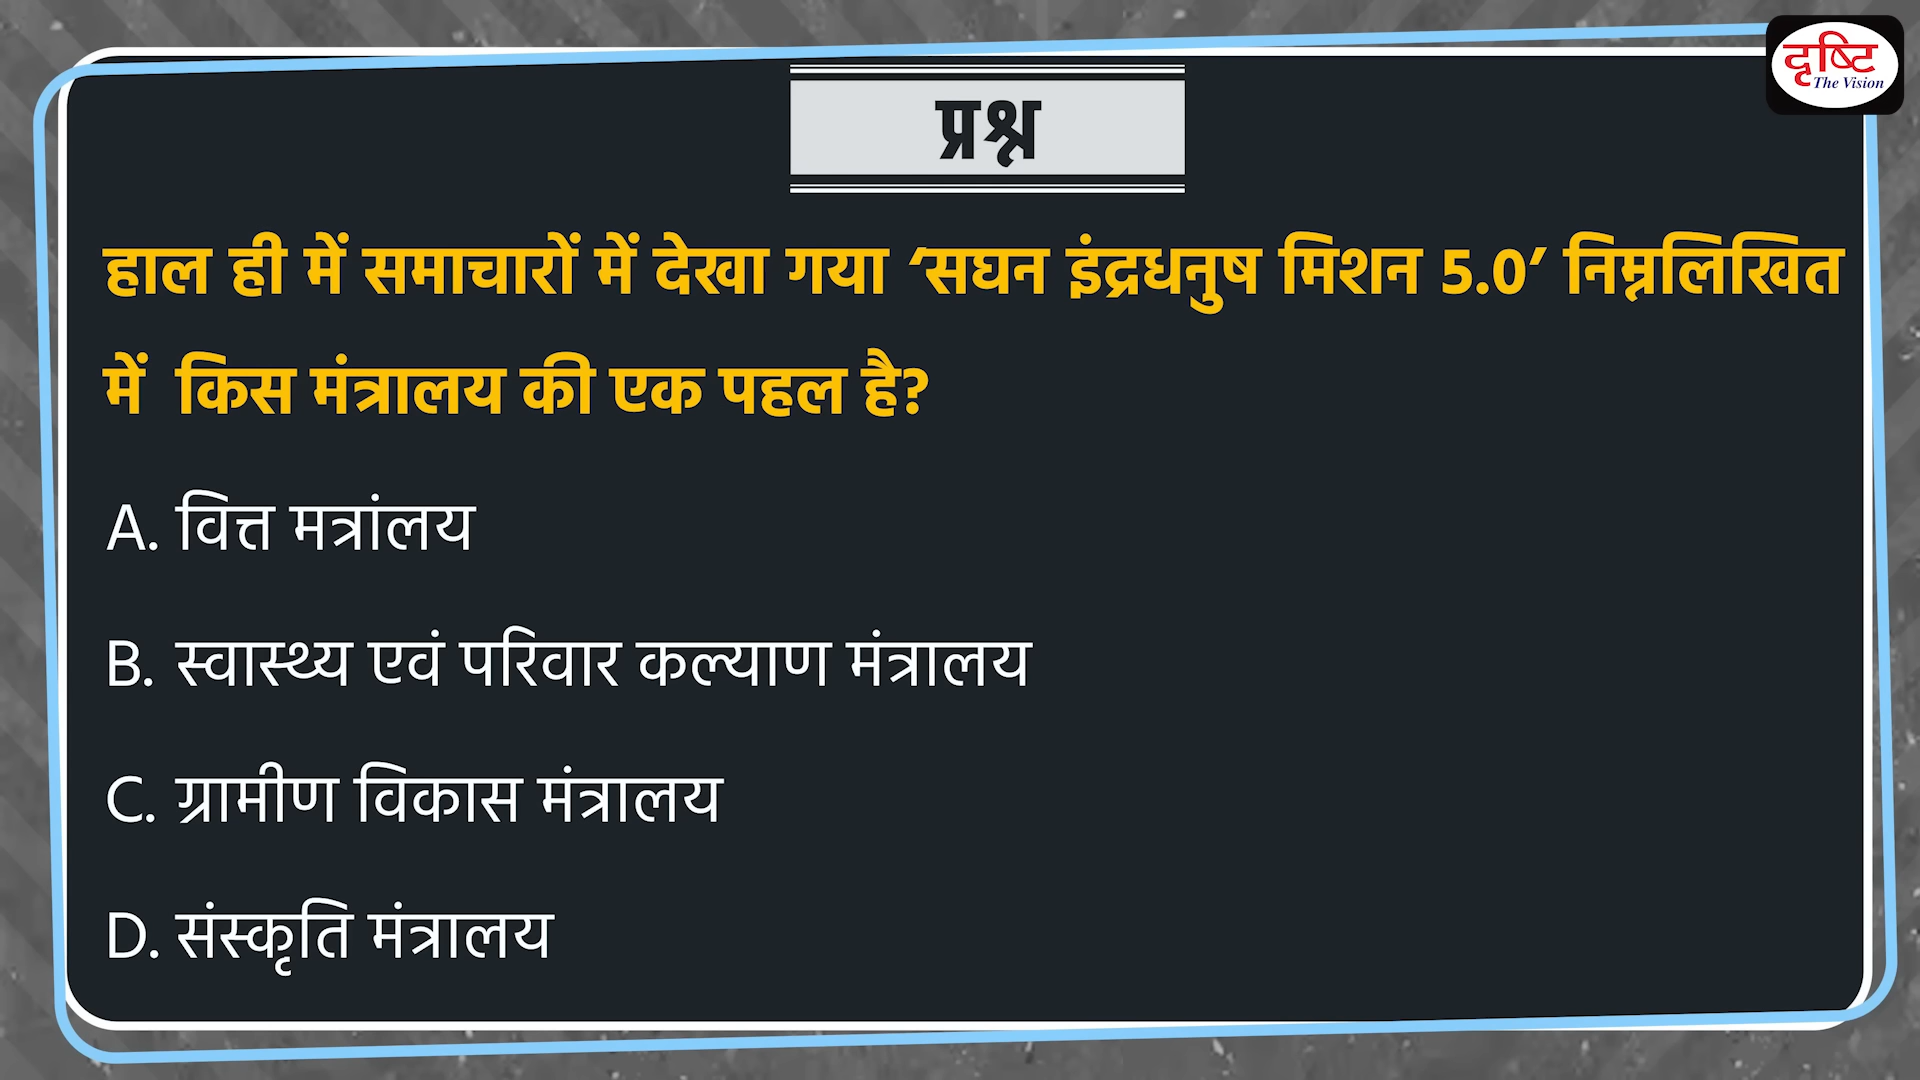 दृष्टि
The Vision
प्रश्न
हाल ही में समाचारों में देखा गया ‘सघन इंद्रधनुष मिशन 5.0’ निम्नलिखित
में किस मंत्रालय की एक पहल है?
A. वित्त मत्रांलय
B. स्वास्थ्य एवं परिवार कल्याण मंत्रालय
C. ग्रामीण विकास मंत्रालय
D. संस्कृति मंत्रालय